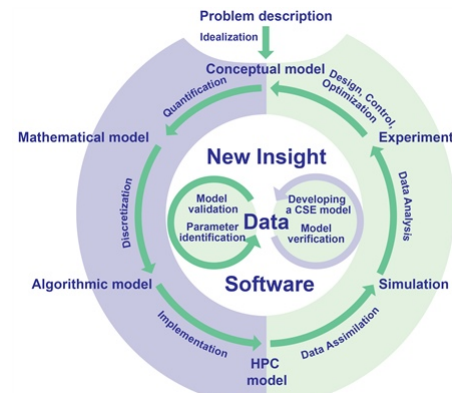 Problem description
Idealization
Conceptual model
Quantification
Design, Control,
Optimization
Mathematical model
Experiment
New Insight
Discretization
Model
validation
Parameter
identification
Data
Developing
a CSE model
Model
verification
Data Analysis
Software
Algorithmic model
Simulation
Implementation
Data Assimilation
HPC
model